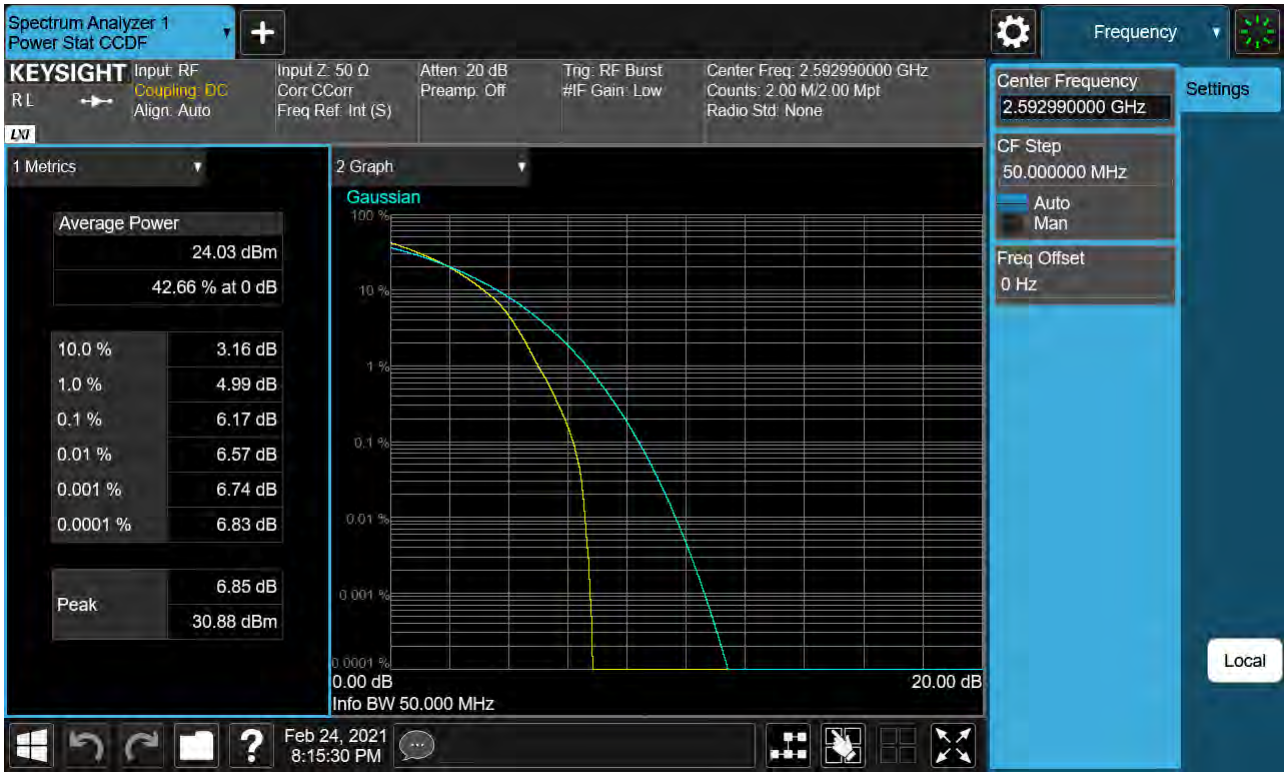 Spectrum Analyzer 1
Power Stat CCDF
+
Frequency
KEYSIGHT
RL
LXI
Input: RF
Coupling: DC
Align: Auto
Input Z: 50 Ω
Corr CCorr
Freq Ref: Int (S)
Atten: 20 dB
Preamp: Off
Trig: RF Burst
#IF Gain: Low
Center Freq: 2.592990000 GHz
Counts: 2.00 M/2.00 Mpt
Radio Std: None
Center Frequency
2.592990000 GHz
Settings
CF Step
50.000000 MHz
Auto
Man
Freq Offset
0 Hz
1 Metrics
Average Power
24.03 dBm
42.66 % at 0 dB
10.0 % 3.16 dB
1.0 % 4.99 dB
0.1 % 6.17 dB
0.01 % 6.57 dB
0.001 % 6.74 dB
0.0001 % 6.83 dB
Peak 6.85 dB
30.88 dBm
2 Graph
Gaussian
100 %
10 %
1 %
0.1 %
0.01 %
0.001 %
0.0001 %
0.00 dB 20.00 dB
Info BW 50.000 MHz
Local
?
Feb 24, 2021
8:15:30 PM